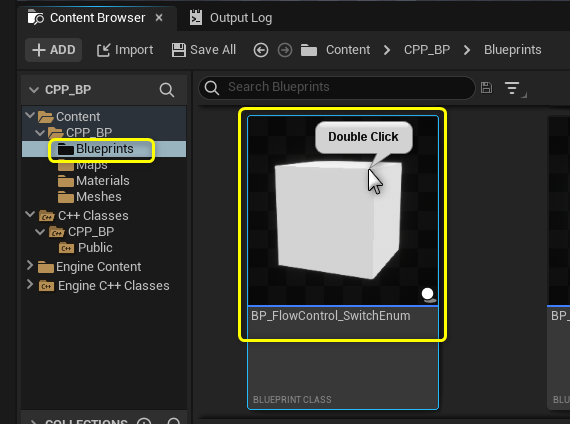 Content Browser
Output Log
ADD
Import
Save All
Content
CPP_BP
Blueprints
CPP_BP
Search Blueprints
Content
CPP_BP
Blueprints
Maps
Materials
Meshes
C++ Classes
CPP_BP
Public
Engine Content
Engine C++ Classes
COLLECTIONS
Double Click
BP_FlowControl_SwitchEnum
BLUEPRINT CLASS
BP_
BLU